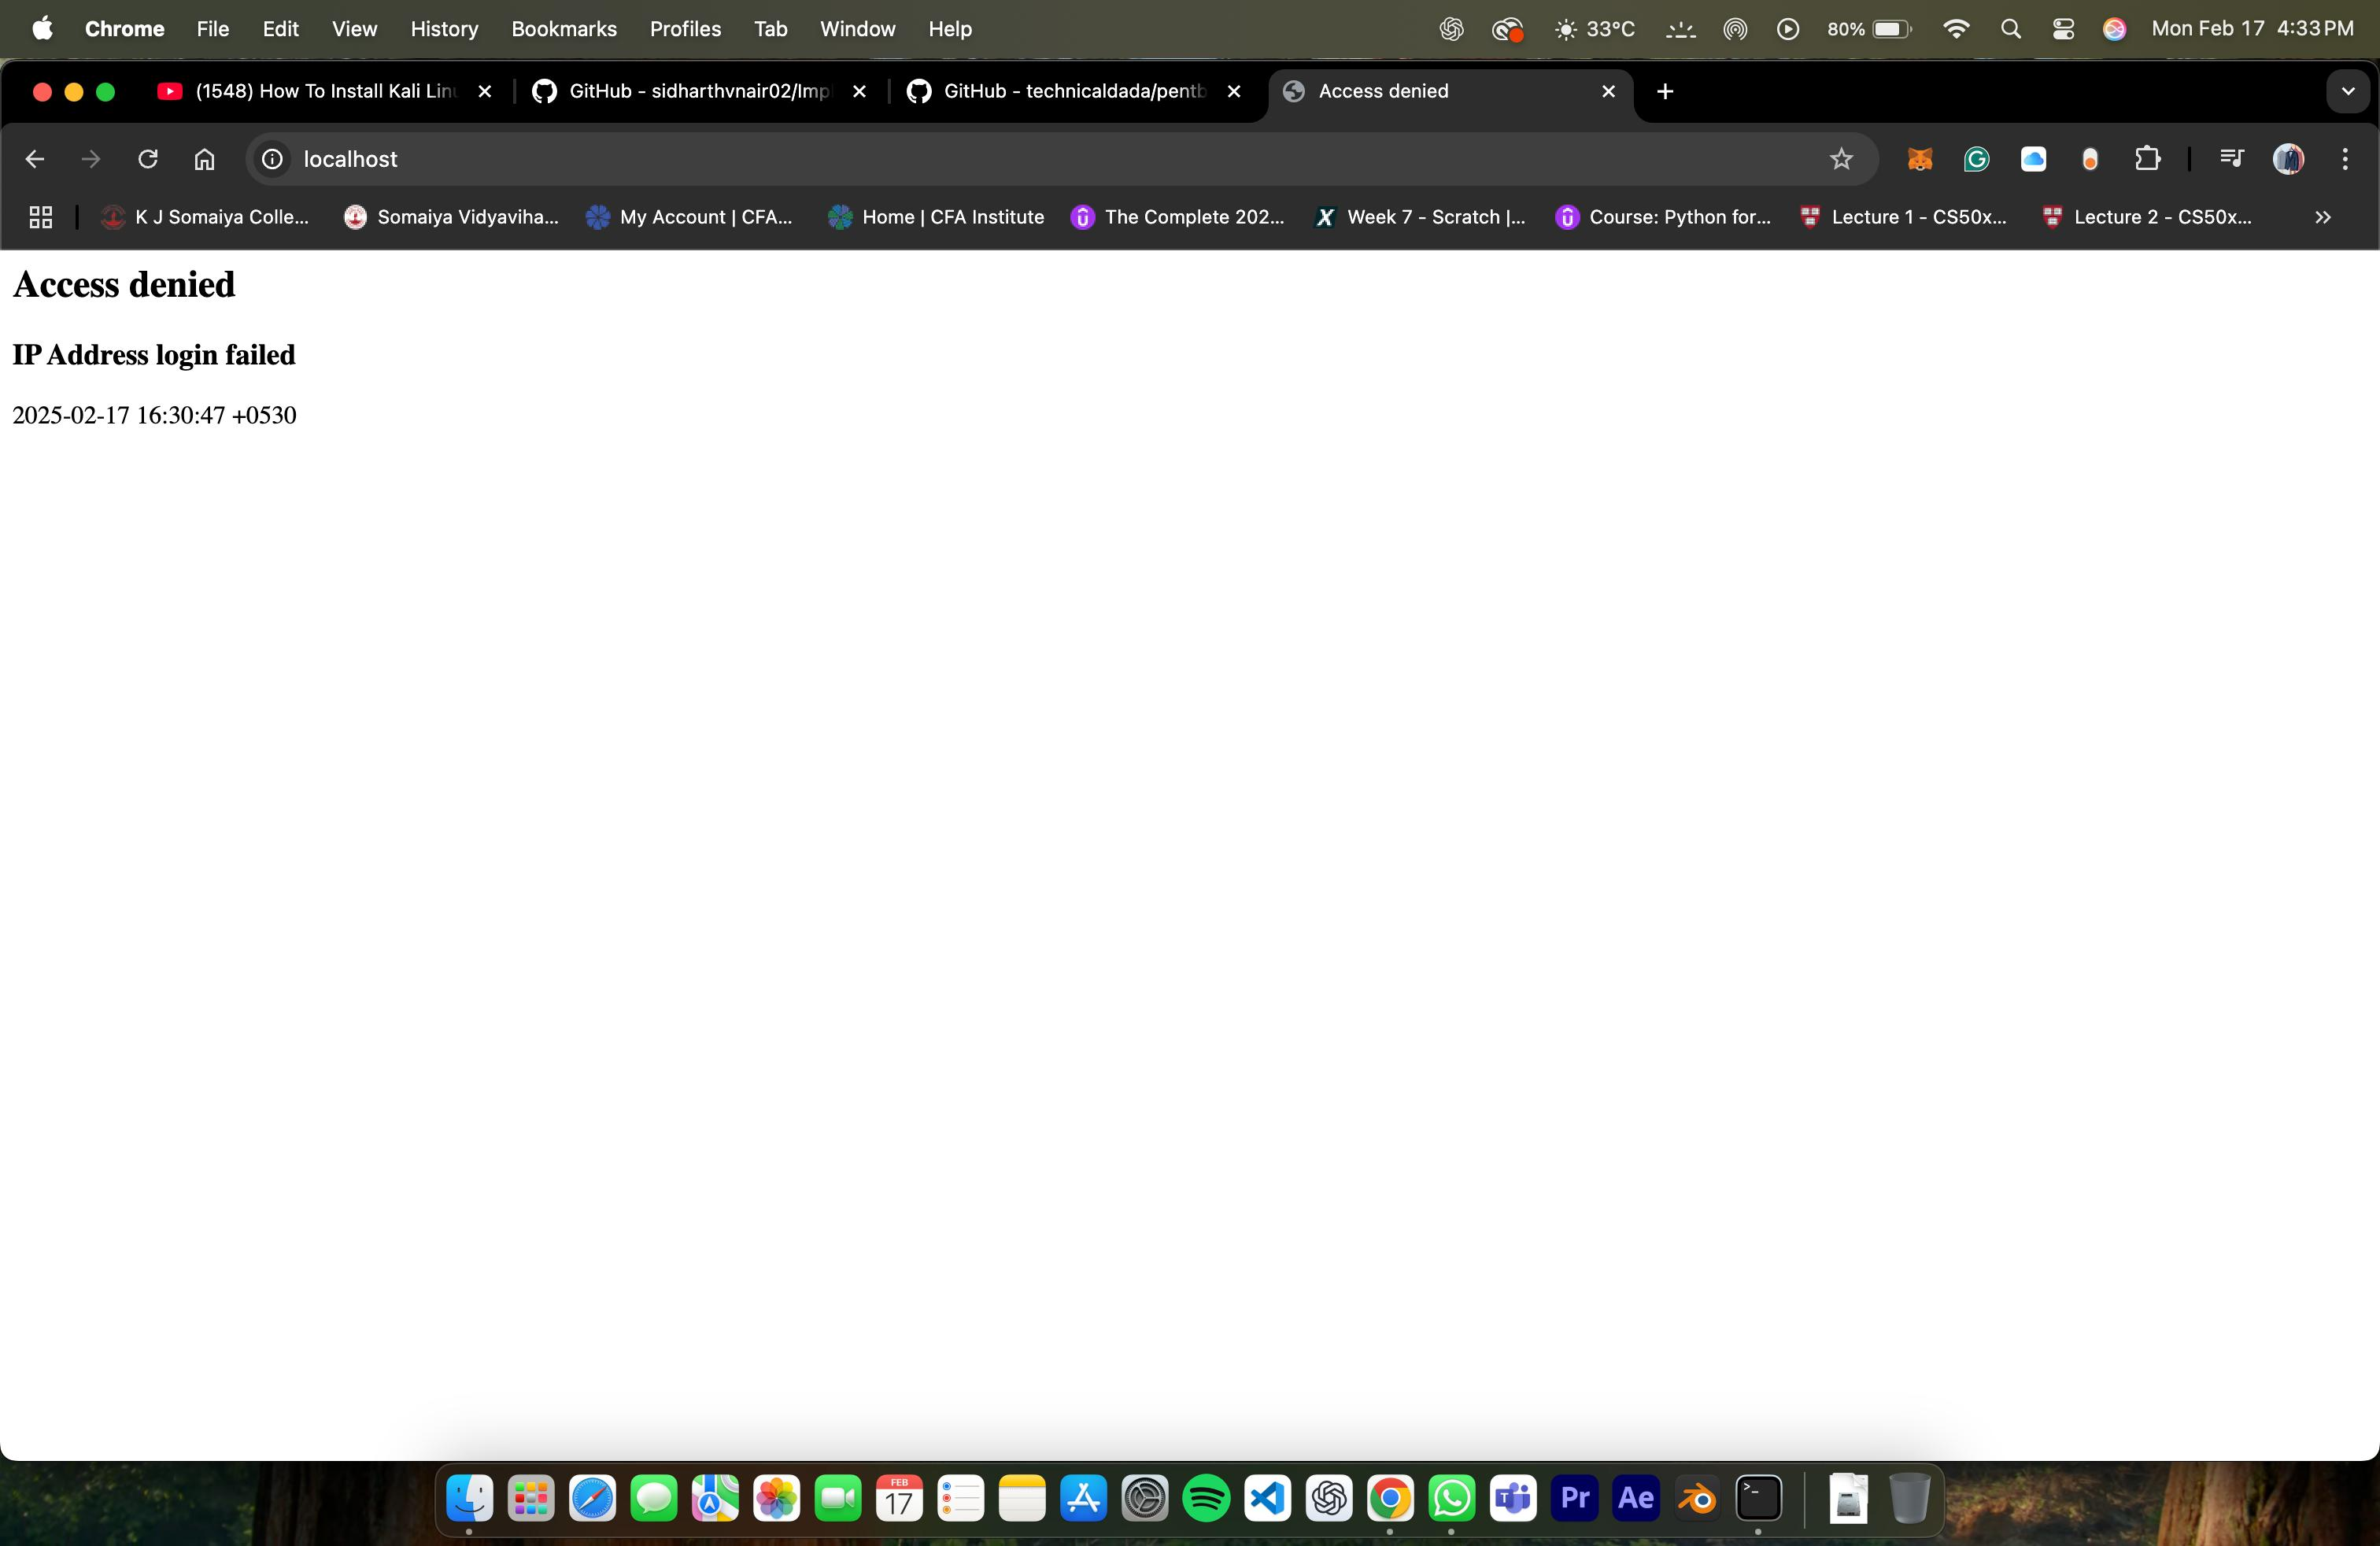 Chrome File Edit View History Bookmarks Profiles Tab Window Help 33°C 80% Mon Feb 17 4:33 PM
(1548) How To Install Kali Linu GitHub - sidharthvnair02/Imp GitHub - technicaldada/pentb Access denied
localhost
K J Somaiya Colle... Somaiya Vidyaviha... My Account | CFA... Home | CFA Institute The Complete 202... Week 7 - Scratch |... Course: Python for... Lecture 1 - CS50x... Lecture 2 - CS50x...
Access denied
IP Address login failed
2025-02-17 16:30:47 +0530
FEB
17
Pr
Ae